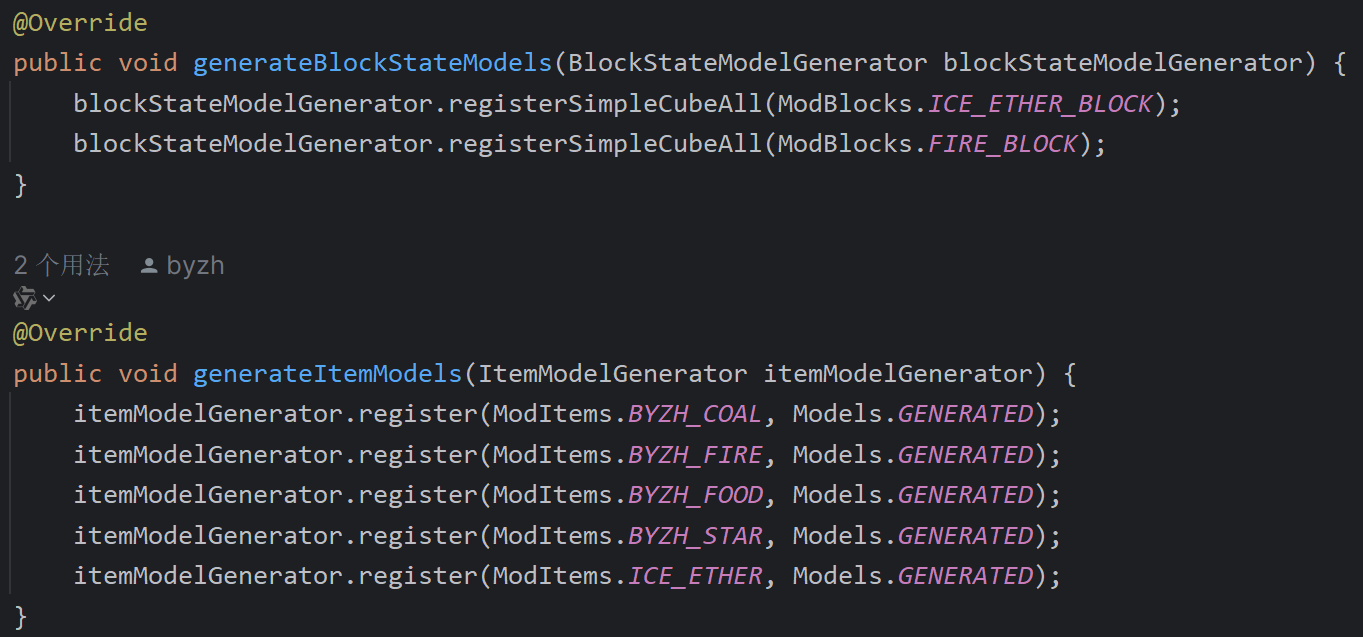 @Override
public void generateBlockStateModels(BlockStateModelGenerator blockStateModelGenerator) {
    blockStateModelGenerator.registerSimpleCubeAll(ModBlocks.ICE_ETHER_BLOCK);
    blockStateModelGenerator.registerSimpleCubeAll(ModBlocks.FIRE_BLOCK);
}
2 个用法 byzh
@Override
public void generateItemModels(ItemModelGenerator itemModelGenerator) {
    itemModelGenerator.register(ModItems.BYZH_COAL, Models.GENERATED);
    itemModelGenerator.register(ModItems.BYZH_FIRE, Models.GENERATED);
    itemModelGenerator.register(ModItems.BYZH_FOOD, Models.GENERATED);
    itemModelGenerator.register(ModItems.BYZH_STAR, Models.GENERATED);
    itemModelGenerator.register(ModItems.ICE_ETHER, Models.GENERATED);
}